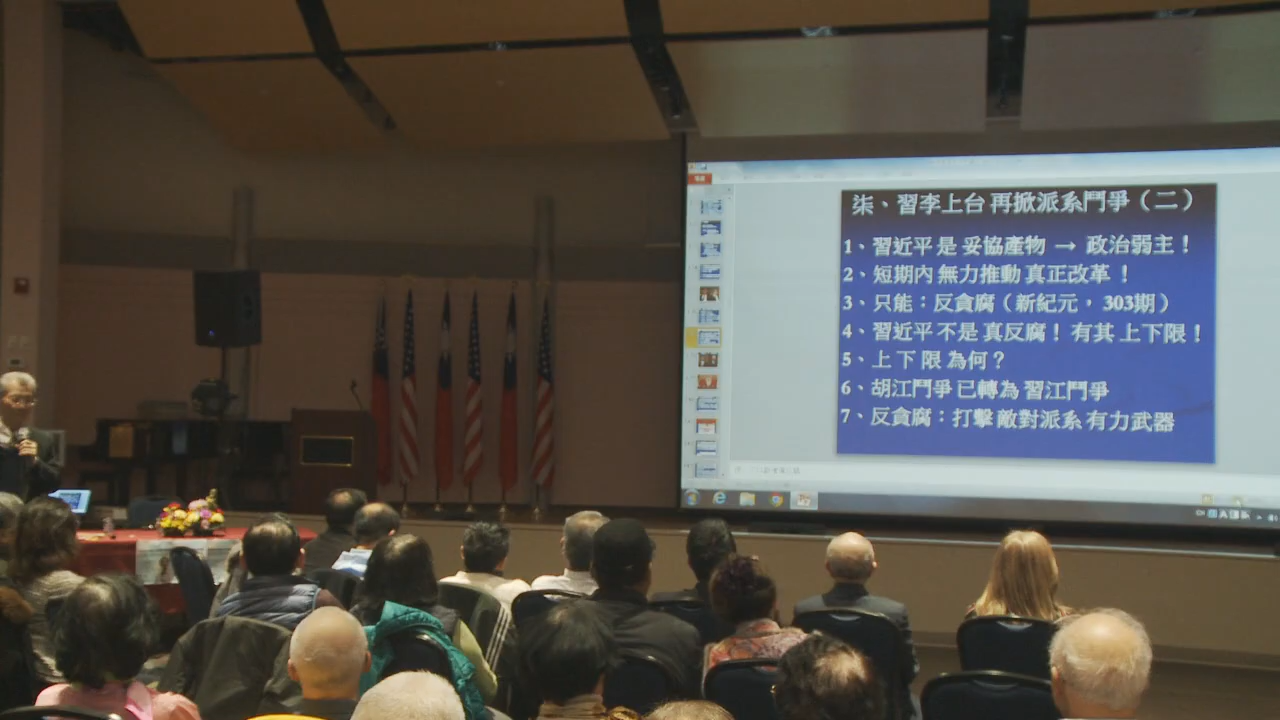 柒、習李上台 再掀派系鬥爭（二）
1、習近平 是 妥協產物 → 政治弱主！
2、短期內 無力推動 真正改革 ！
3、只能：反貪腐（新紀元， 303期）
4、習近平 不是 真反腐！ 有其 上下限！
5、上 下 限 為何？
6、胡江鬥爭 已轉為 習江鬥爭
7、反貪腐：打擊 敵對派系 有力武器